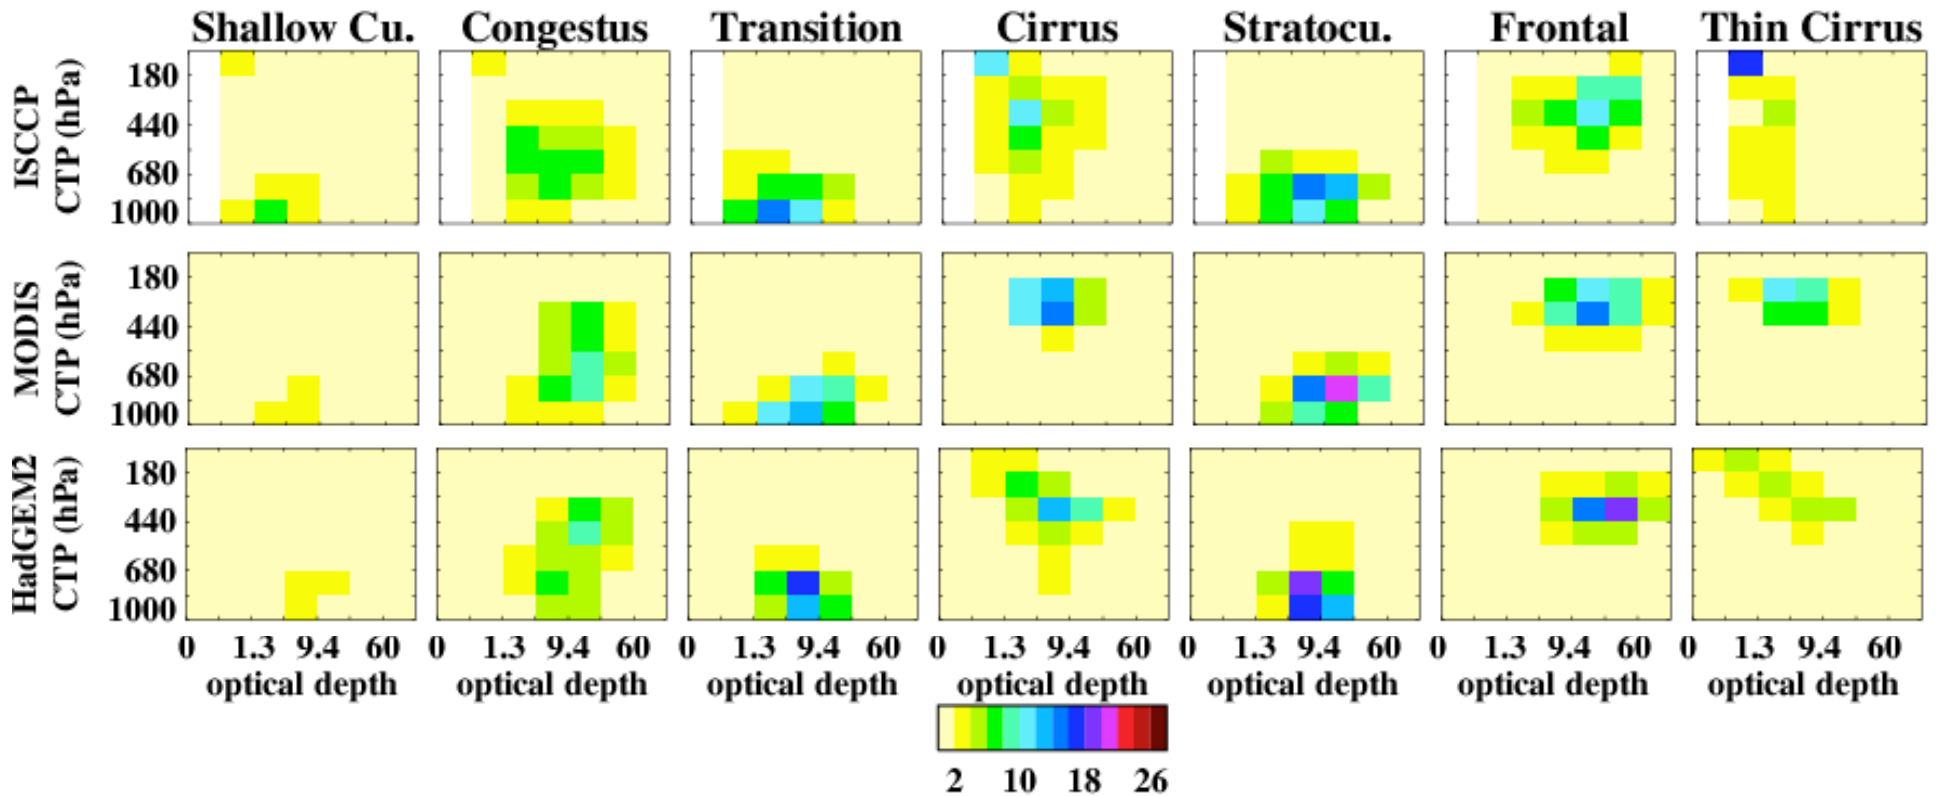 Shallow Cu. Congestus Transition Cirrus Stratocu. Frontal Thin Cirrus
ISCCP
CTP (hPa)
180
440
680
1000
MODIS
CTP (hPa)
180
440
680
1000
HadGEM2
CTP (hPa)
180
440
680
1000
0 1.3 9.4 60 0 1.3 9.4 60 0 1.3 9.4 60 0 1.3 9.4 60 0 1.3 9.4 60 0 1.3 9.4 60 0 1.3 9.4 60
optical depth optical depth optical depth optical depth optical depth optical depth optical depth
2 10 18 26